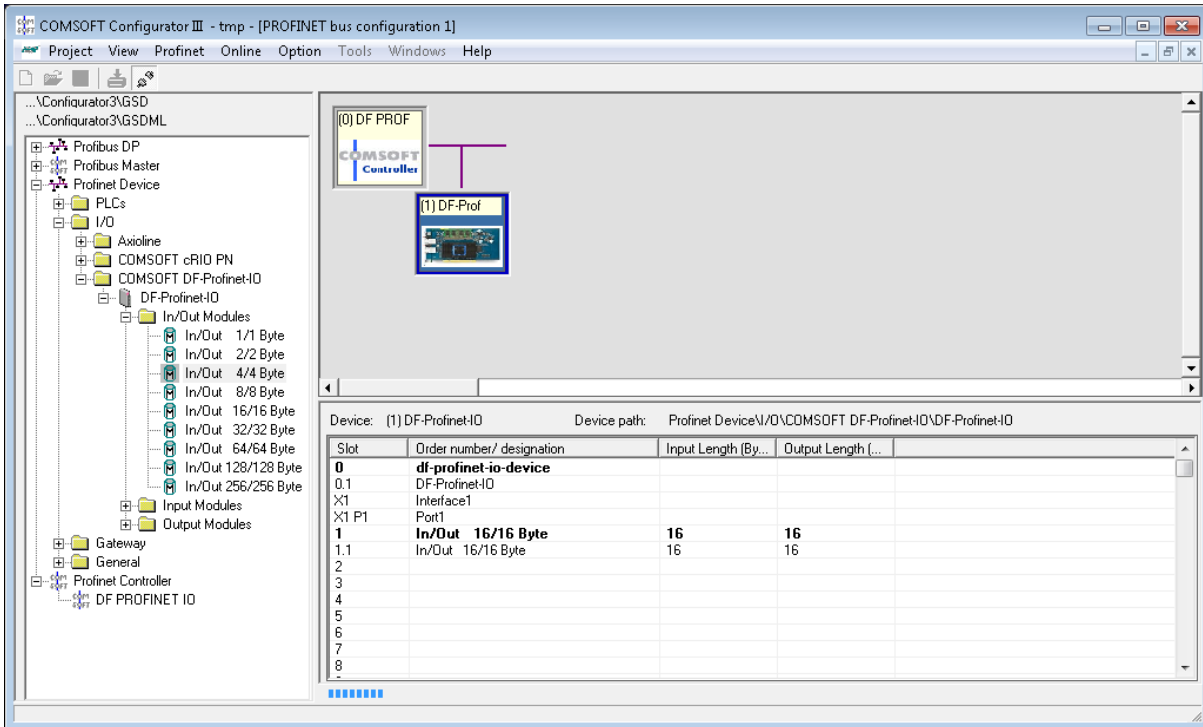 COMSOFT Configurator III - tmp - [PROFINET bus configuration 1]
Project View Profinet Online Option Tools Windows Help
...\Configurator3\GSD
...\Configurator3\GSDML
Profibus DP
Profibus Master
Profinet Device
PLCs
I/O
Axioline
COMSOFT cRIO PN
COMSOFT DF-Profinet-IO
DF-Profinet-IO
In/Out Modules
In/Out 1/1 Byte
In/Out 2/2 Byte
In/Out 4/4 Byte
In/Out 8/8 Byte
In/Out 16/16 Byte
In/Out 32/32 Byte
In/Out 64/64 Byte
In/Out 128/128 Byte
In/Out 256/256 Byte
Input Modules
Output Modules
Gateway
General
Profinet Controller
DF PROFINET IO
(0) DF PROF
COMSOFT
Controller
(1) DF-Prof
Device: (1) DF-Profinet-IO Device path: Profinet Device\I/O\COMSOFT DF-Profinet-IO\DF-Profinet-IO
Slot Order number/ designation Input Length (By... Output Length (...
0 df-profinet-io-device
0.1 DF-Profinet-IO
X1 Interface1
X1 P1 Port1
1 In/Out 16/16 Byte 16 16
1.1 In/Out 16/16 Byte 16 16
2
3
4
5
6
7
8